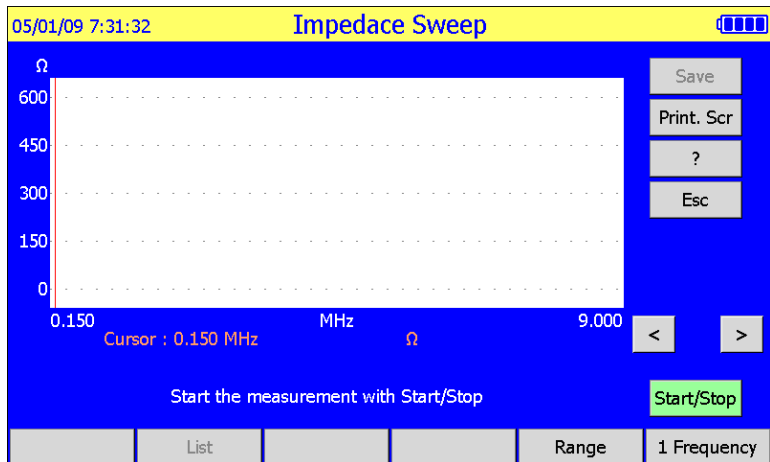 05/01/09 7:31:32 Impedace Sweep
Ω
600
450
300
150
0
0.150 MHz 9.000
Cursor : 0.150 MHz Ω
Save
Print. Scr
?
Esc
< >
Start the measurement with Start/Stop
Start/Stop
List Range 1 Frequency